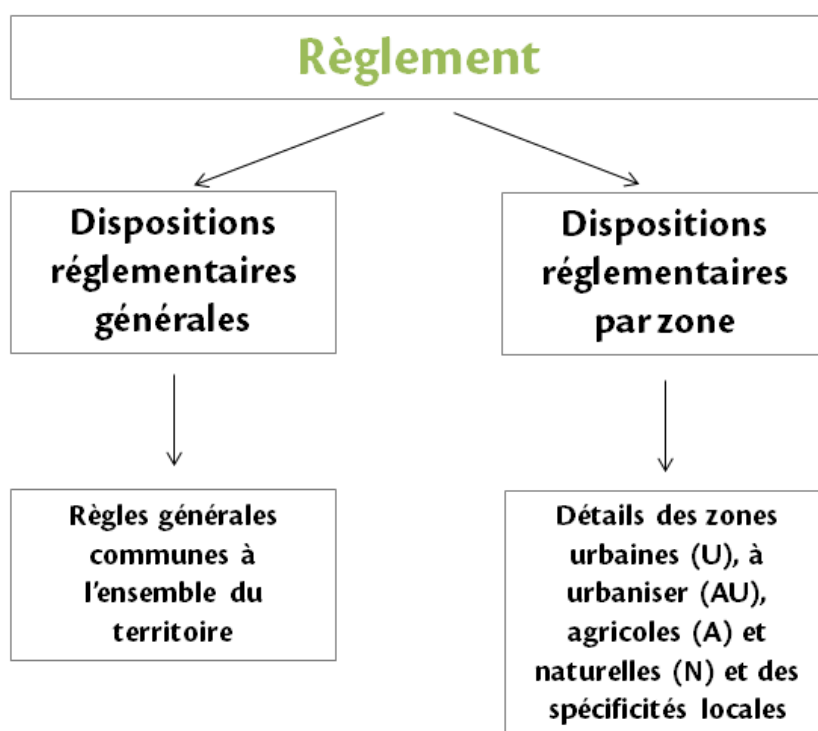 Règlement
Dispositions
réglementaires
générales
Dispositions
réglementaires
par zone
Règles générales
communes à
l'ensemble du
territoire
Détails des zones
urbaines (U), à
urbaniser (AU),
agricoles (A) et
naturelles (N) et des
spécificités locales